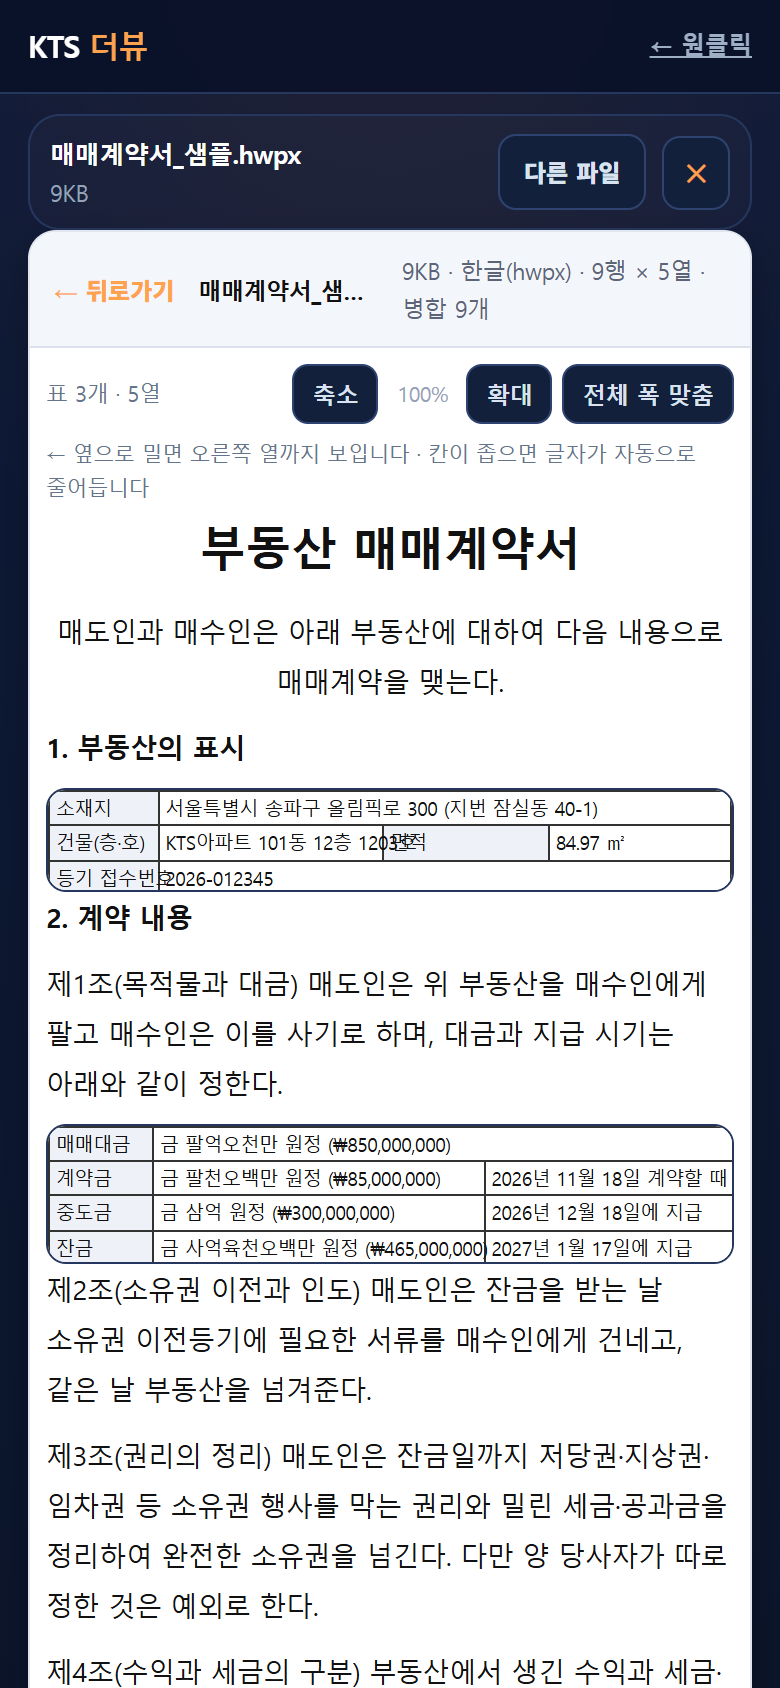 KTS 더뷰
← 원클릭
매매계약서_샘플.hwpx
9KB
다른 파일
×
← 뒤로가기
매매계약서_샘...
9KB · 한글(hwpx) · 9행 × 5열 ·
병합 9개
표 3개 · 5열
축소
100%
확대
전체 폭 맞춤
← 옆으로 밀면 오른쪽 열까지 보입니다 · 칸이 좁으면 글자가 자동으로
줄어듭니다
부동산 매매계약서
매도인과 매수인은 아래 부동산에 대하여 다음 내용으로
매매계약을 맺는다.
1. 부동산의 표시
소재지 서울특별시 송파구 올림픽로 300 (지번 잠실동 40-1)
건물(층·호) KTS아파트 101동 12층 1203호 면적 84.97 ㎡
등기 접수번호 2026-012345
2. 계약 내용
제1조(목적물과 대금) 매도인은 위 부동산을 매수인에게
팔고 매수인은 이를 사기로 하며, 대금과 지급 시기는
아래와 같이 정한다.
매매대금 금 팔억오천만 원정 (₩850,000,000)
계약금 금 팔천오백만 원정 (₩85,000,000) 2026년 11월 18일 계약할 때
중도금 금 삼억 원정 (₩300,000,000) 2026년 12월 18일에 지급
잔금 금 사억육천오백만 원정 (₩465,000,000) 2027년 1월 17일에 지급
제2조(소유권 이전과 인도) 매도인은 잔금을 받는 날
소유권 이전등기에 필요한 서류를 매수인에게 건네고,
같은 날 부동산을 넘겨준다.
제3조(권리의 정리) 매도인은 잔금일까지 저당권·지상권·
임차권 등 소유권 행사를 막는 권리와 밀린 세금·공과금을
정리하여 완전한 소유권을 넘긴다. 다만 양 당사자가 따로
정한 것은 예외로 한다.
제4조(수익과 세금의 구분) 부동산에서 생긴 수익과 세금·